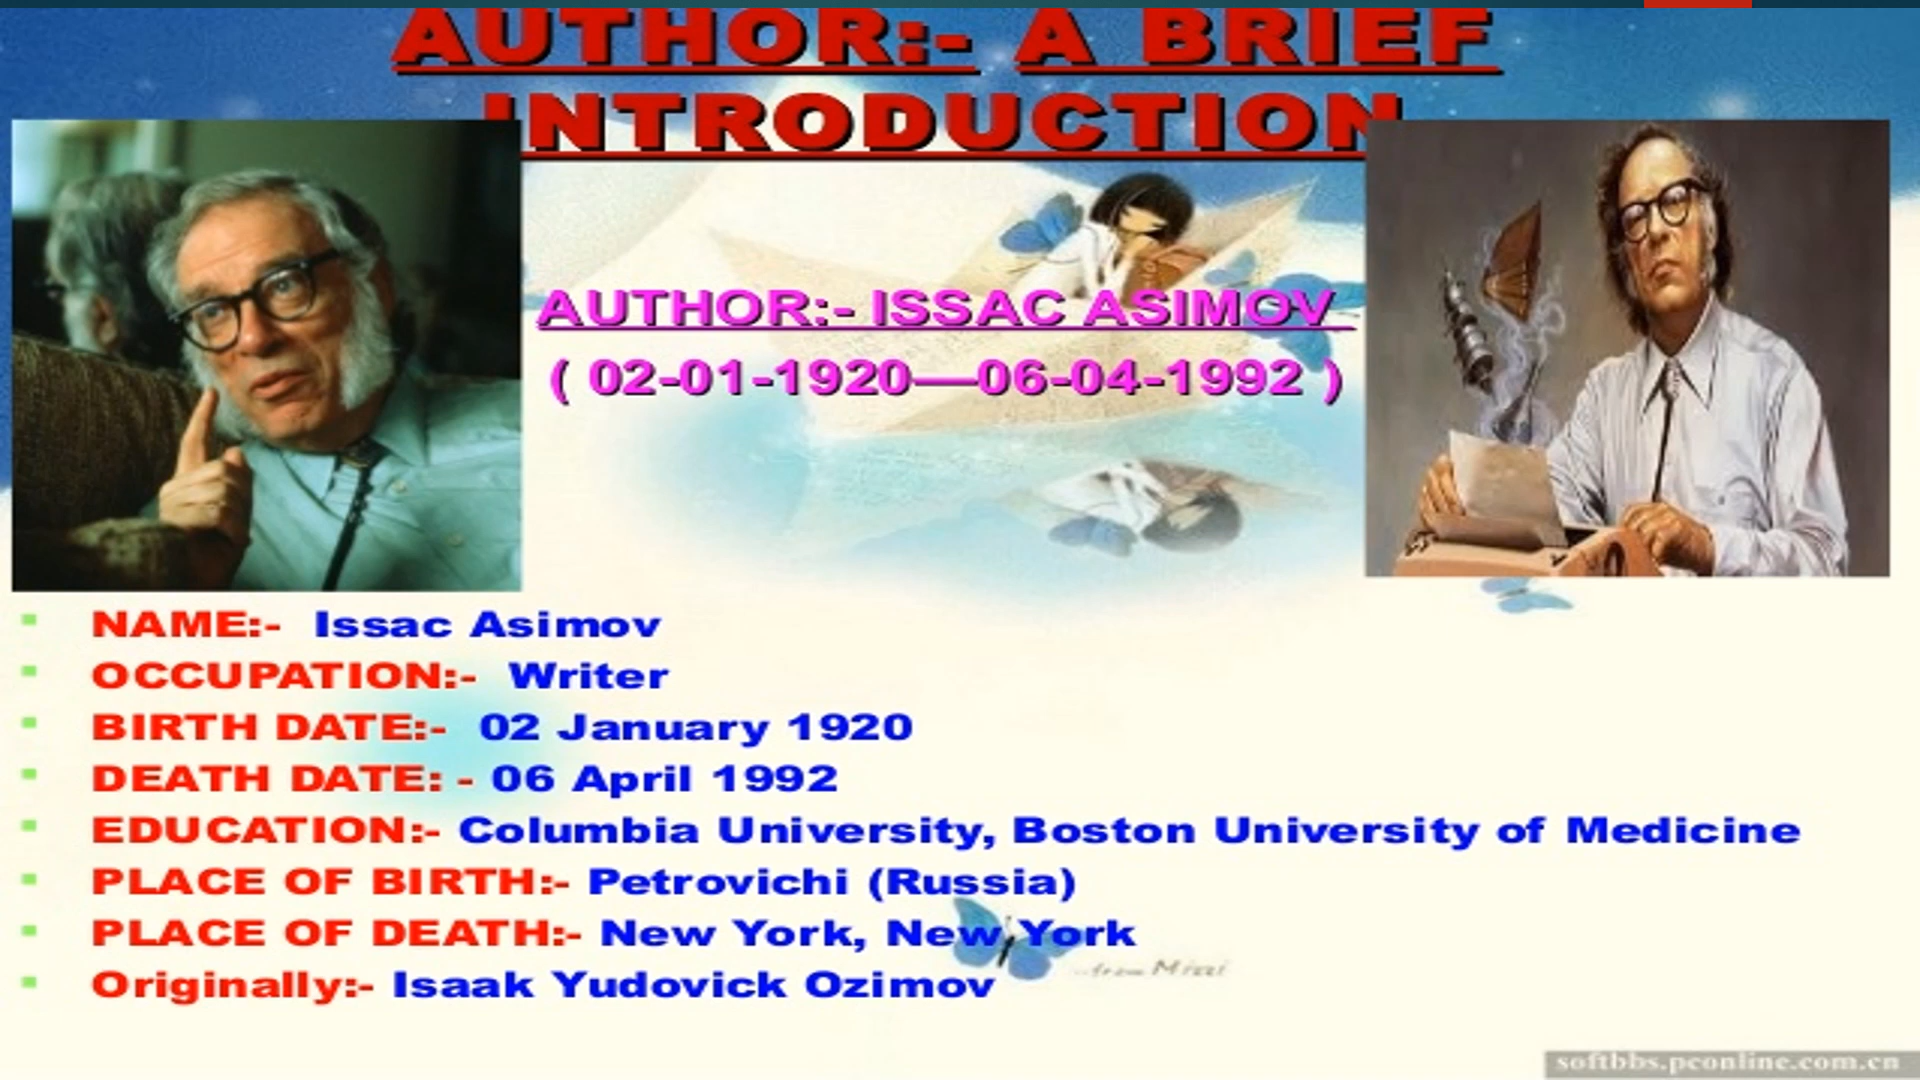 AUTHOR:- A BRIEF
INTRODUCTION
AUTHOR:- ISSAC ASIMOV
( 02-01-1920—06-04-1992 )
NAME:- Issac Asimov
OCCUPATION:- Writer
BIRTH DATE:- 02 January 1920
DEATH DATE: - 06 April 1992
EDUCATION:- Columbia University, Boston University of Medicine
PLACE OF BIRTH:- Petrovichi (Russia)
PLACE OF DEATH:- New York, New York
Originally:- Isaak Yudovick Ozimov
from Mizzi
softbbs.pconline.com.cn